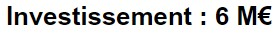 Investissement : 6 M€